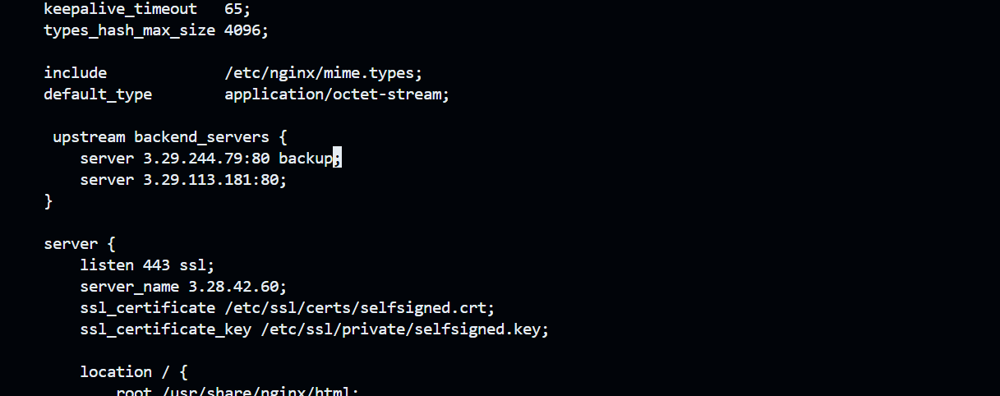 keepalive_timeout   65;
types_hash_max_size 4096;
include             /etc/nginx/mime.types;
default_type        application/octet-stream;
upstream backend_servers {
server 3.29.244.79:80 backup;
server 3.29.113.181:80;
}
server {
listen 443 ssl;
server_name 3.28.42.60;
ssl_certificate /etc/ssl/certs/selfsigned.crt;
ssl_certificate_key /etc/ssl/private/selfsigned.key;
location / {
root /usr/share/nginx/html;